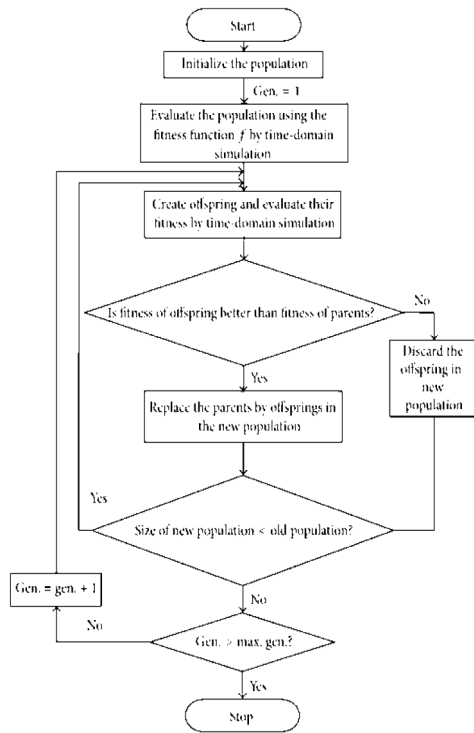 Start
Initialize the population
Gen. = 1
Evaluate the population using the
fitness function f by time-domain
simulation
Create offspring and evaluate their
fitness by time-domain simulation
Is fitness of offspring better than fitness of parents?
No
Discard the
offspring in
new
population
Yes
Replace the parents by offsprings in
the new population
Yes
Size of new population < old population?
Gen. = gen. + 1
No
No
Gen. > max. gen.?
Yes
Stop